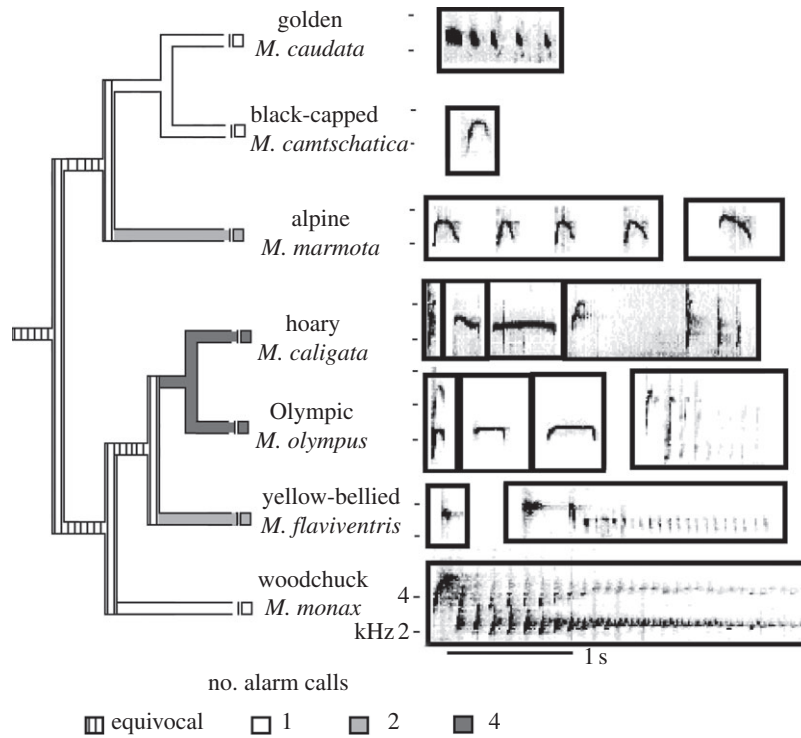 golden
M. caudata
black-capped
M. camtschatica
alpine
M. marmota
hoary
M. caligata
Olympic
M. olympus
yellow-bellied
M. flaviventris
woodchuck
M. monax
4
kHz 2
1 s
no. alarm calls
equivocal 1 2 4